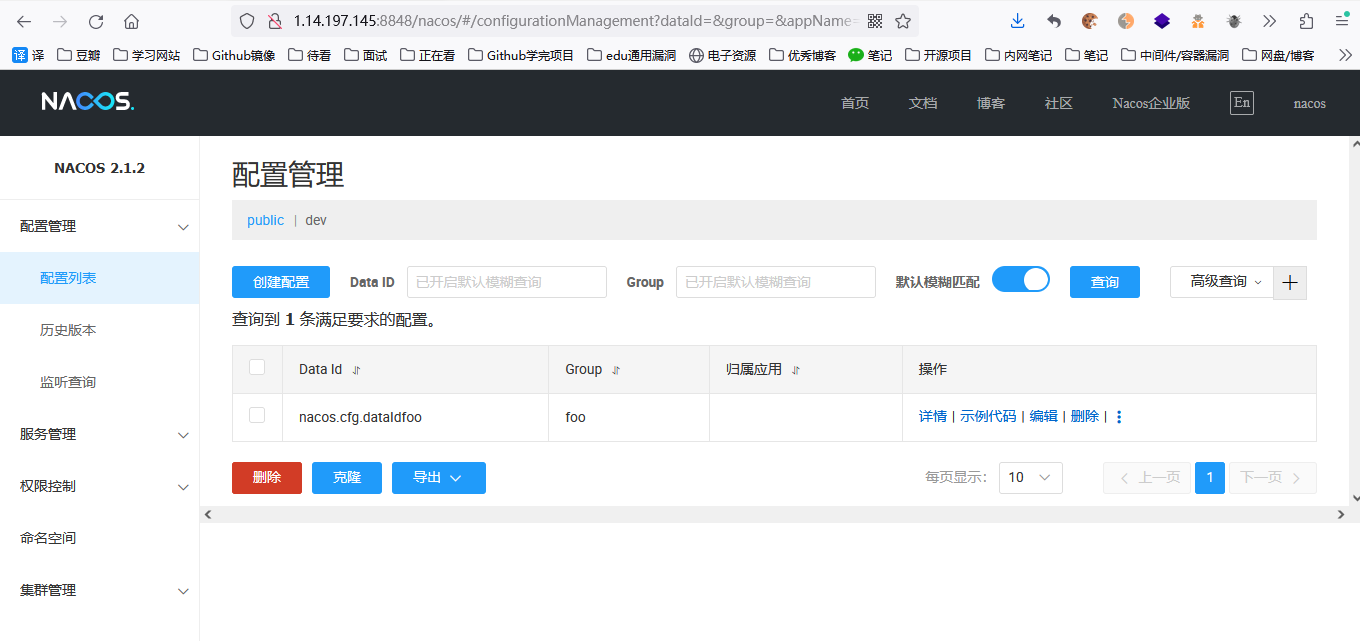 1.14.197.145:8848/nacos/#/configurationManagement?dataId=&group=&appName=
译 译 豆瓣 学习网站 Github镜像 待看 面试 正在看 Github学完项目 edu通用漏洞 电子资源 优秀博客 笔记 开源项目 内网笔记 笔记 中间件/容器漏洞 网盘/博客
NACOS. 首页 文档 博客 社区 Nacos企业版 En nacos
NACOS 2.1.2
配置管理
配置列表
历史版本
监听查询
服务管理
权限控制
命名空间
集群管理
配置管理
public | dev
创建配置 Data ID 已开启默认模糊查询 Group 已开启默认模糊查询 默认模糊匹配 查询 高级查询 +
查询到 1 条满足要求的配置。
Data Id Group 归属应用 操作
nacos.cfg.dataIdfoo foo 详情 | 示例代码 | 编辑 | 删除 |
删除 克隆 导出 每页显示: 10 上一页 1 下一页